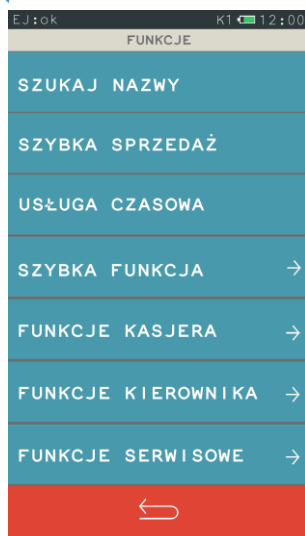 EJ:ok K1 12:00
FUNKCJE
SZUKAJ NAZWY
SZYBKA SPRZEDAŻ
USŁUGA CZASOWA
SZYBKA FUNKCJA →
FUNKCJE KASJERA →
FUNKCJE KIEROWNIKA →
FUNKCJE SERWISOWE →